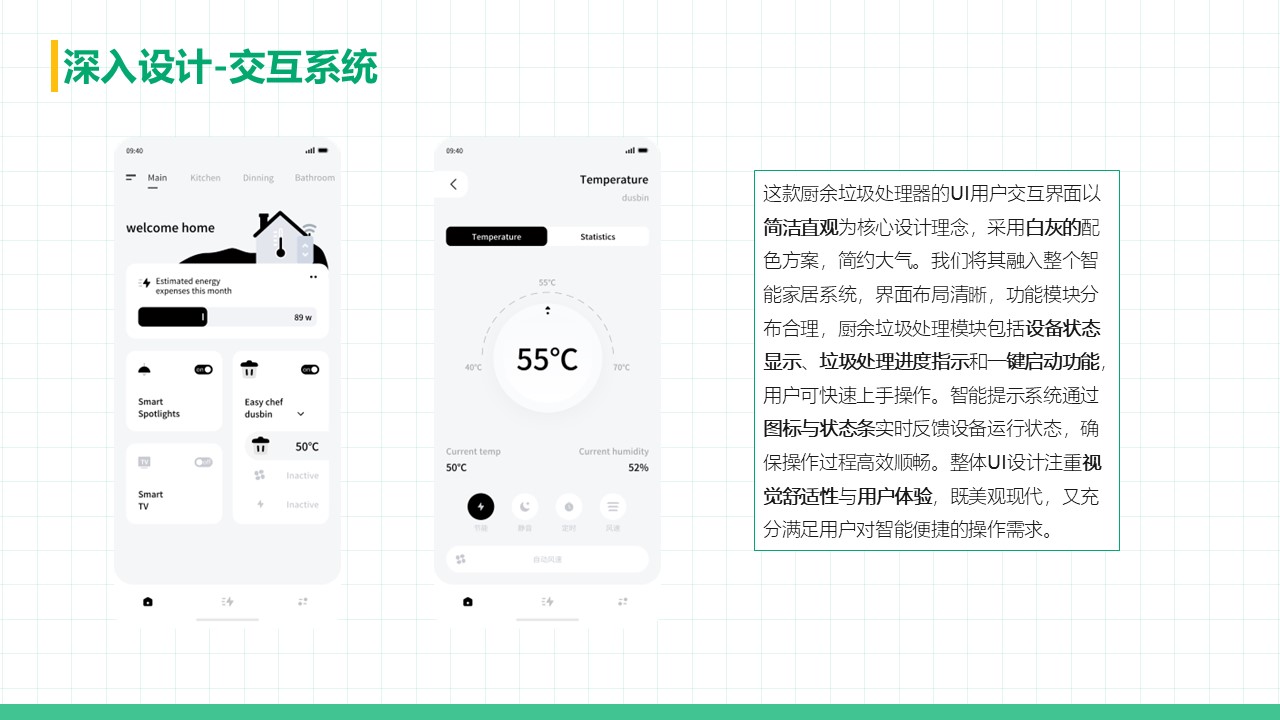 深入设计-交互系统
09:40
Main Kitchen Dinning Bathroom
welcome home
Estimated energy
expenses this month
89 w
on
Smart
Spotlights
on
Easy chef
dusbin
50°C
Inactive
Inactive
TV
off
Smart
TV
09:40
Temperature
dusbin
Temperature Statistics
55°C
40°C
55°C
70°C
Current temp Current humidity
50°C 52%
节能 静音 定时 风速
自动风速
这款厨余垃圾处理器的UI用户交互界面以
简洁直观为核心设计理念，采用白灰的配
色方案，简约大气。我们将其融入整个智
能家居系统，界面布局清晰，功能模块分
布合理，厨余垃圾处理模块包括设备状态
显示、垃圾处理进度指示和一键启动功能，
用户可快速上手操作。智能提示系统通过
图标与状态条实时反馈设备运行状态，确
保操作过程高效顺畅。整体UI设计注重视
觉舒适性与用户体验，既美观现代，又充
分满足用户对智能便捷的操作需求。